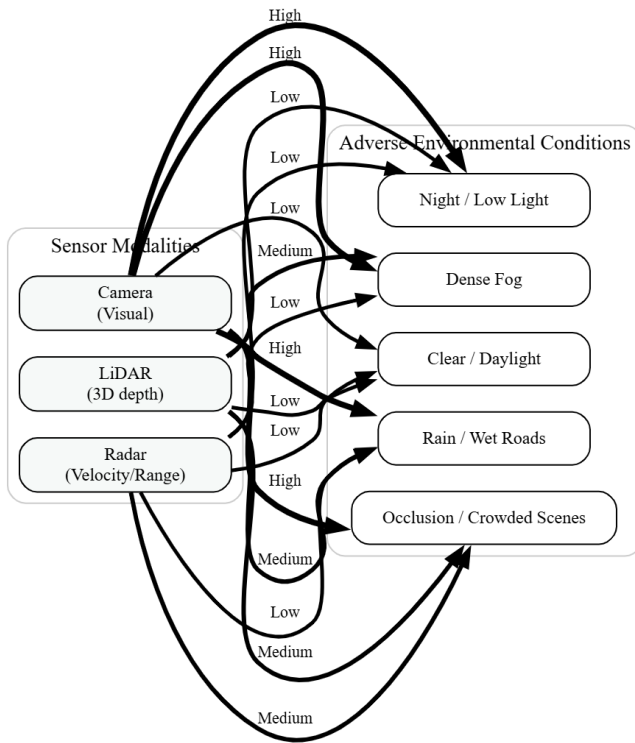 High
High
Low
Adverse Environmental Conditions
Low
Night / Low Light
Low
Sensor Modalities
Medium
Dense Fog
Camera
(Visual)
Low
High
Clear / Daylight
LiDAR
(3D depth)
Low
Low
Rain / Wet Roads
Radar
(Velocity/Range)
High
Occlusion / Crowded Scenes
Medium
Low
Medium
Medium